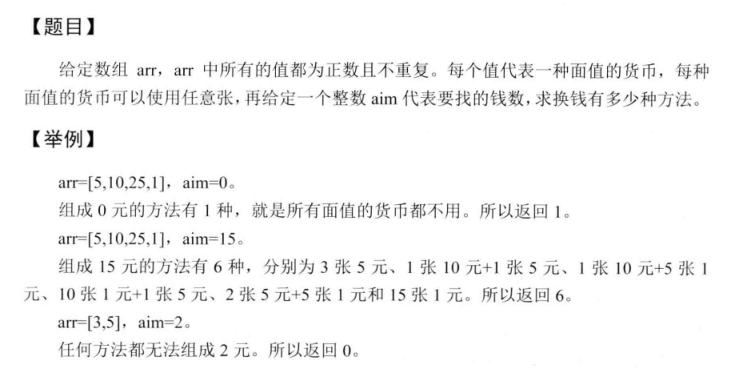 【题目】
给定数组 arr，arr 中所有的值都为正数且不重复。每个值代表一种面值的货币，每种
面值的货币可以使用任意张，再给定一个整数 aim 代表要找的钱数，求换钱有多少种方法。
【举例】
arr=[5,10,25,1]，aim=0。
组成 0 元的方法有 1 种，就是所有面值的货币都不用。所以返回 1。
arr=[5,10,25,1]，aim=15。
组成 15 元的方法有 6 种，分别为 3 张 5 元、1 张 10 元+1 张 5 元、1 张 10 元+5 张 1
元、10 张 1 元+1 张 5 元、2 张 5 元+5 张 1 元和 15 张 1 元。所以返回 6。
arr=[3,5]，aim=2。
任何方法都无法组成 2 元。所以返回 0。